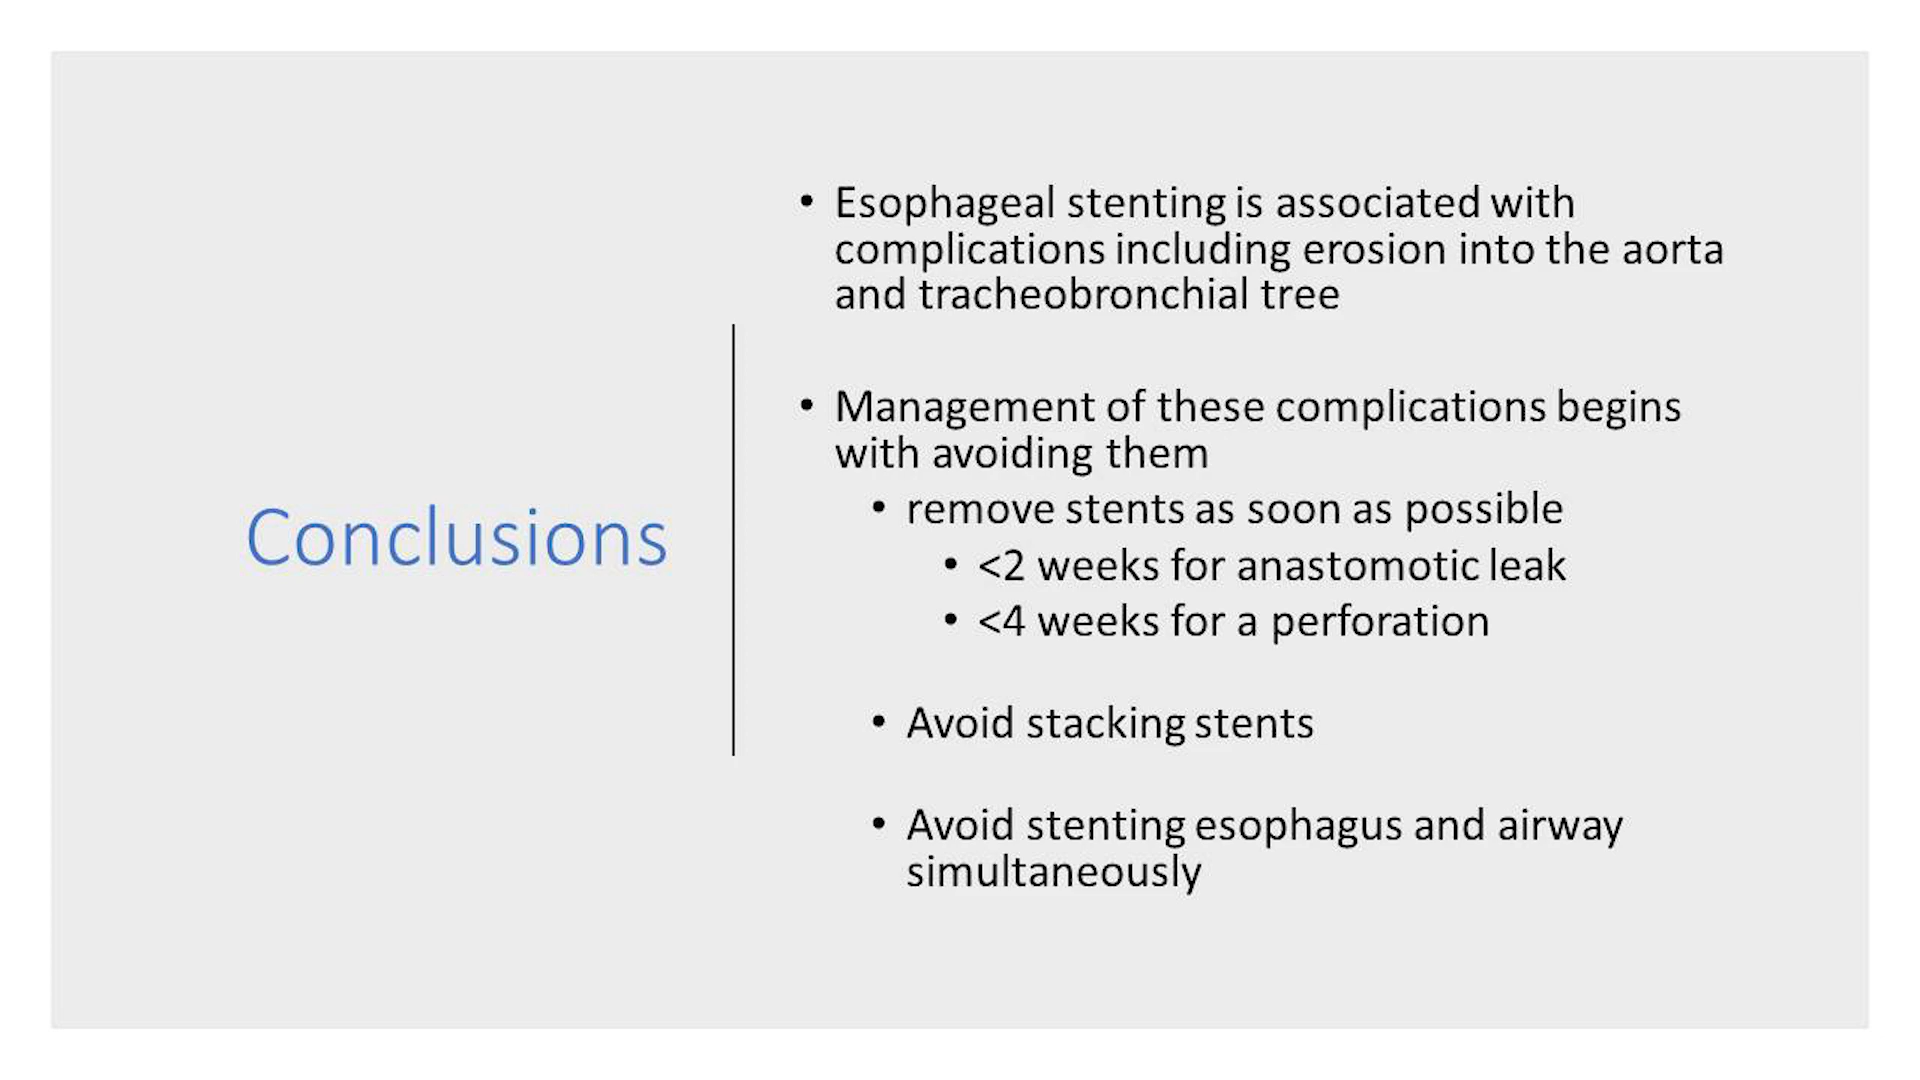 Conclusions
• Esophageal stenting is associated with
complications including erosion into the aorta
and tracheobronchial tree
• Management of these complications begins
with avoiding them
• remove stents as soon as possible
• <2 weeks for anastomotic leak
• <4 weeks for a perforation
• Avoid stacking stents
• Avoid stenting esophagus and airway
simultaneously